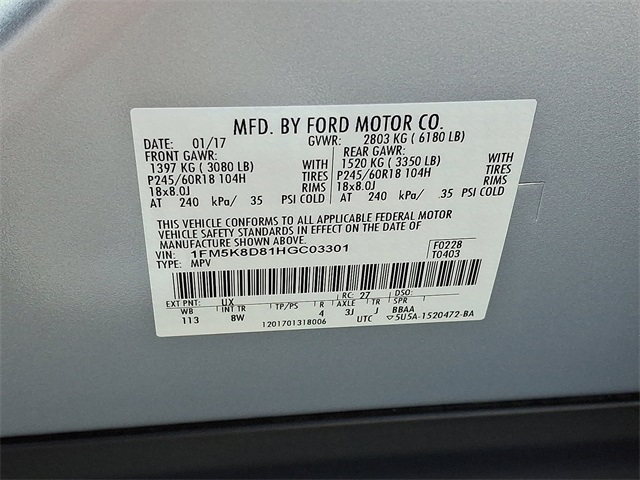 MFD. BY FORD MOTOR CO.
DATE: 01/17 GVWR: 2803 KG ( 6180 LB)
FRONT GAWR: REAR GAWR:
1397 KG ( 3080 LB) WITH 1520 KG ( 3350 LB) WITH
P245/60R18 104H TIRES P245/60R18 104H TIRES
18x8.0J RIMS 18x8.0J RIMS
AT 240 kPa/ 35 PSI COLD AT 240 kPa/ .35 PSI COLD
THIS VEHICLE CONFORMS TO ALL APPLICABLE FEDERAL MOTOR
VEHICLE SAFETY STANDARDS IN EFFECT ON THE DATE OF
MANUFACTURE SHOWN ABOVE.
VIN: 1FM5K8D81HGC03301 F0228
TYPE: MPV T0403
EXT PNT: UX RC: 27 DSO:
WB INT TR TP/PS R AXLE TR SPR
113 8W 4 3J J BBAA
1201701318006 UTC ▽5U5A-1520472-BA